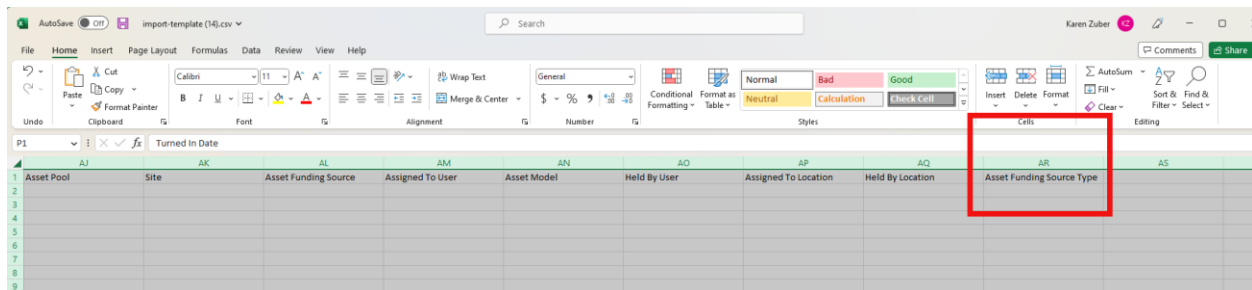 AutoSave Off import-template (14).csv Search Karen Zuber KZ
File Home Insert Page Layout Formulas Data Review View Help Comments Share
Cut Calibri 11 Wrap Text General Normal Bad Good AutoSum
Paste Copy Format Painter Merge & Center Conditional Formatting Format as Table Neutral Calculation Check Cell Insert Delete Format Fill Clear Sort & Filter Find & Select
Undo Clipboard Font Alignment Number Styles Cells Editing
P1 fx Turned In Date
AJ AK AL AM AN AO AP AQ AR AS
1 Asset Pool Site Asset Funding Source Assigned To User Asset Model Held By User Assigned To Location Held By Location Asset Funding Source Type
2
3
4
5
6
7
8
9